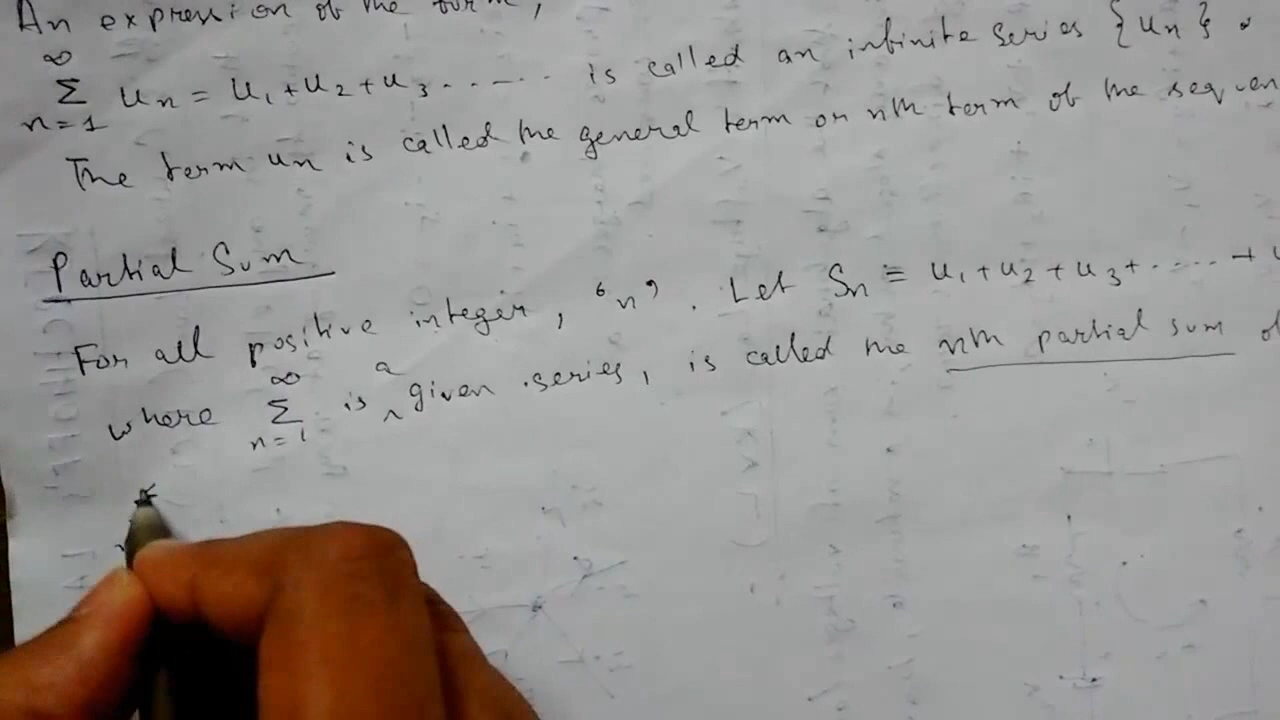 An expression of the form,
∞
Σ un = u1 + u2 + u3 ....... is called an infinite series {un}
n=1
The term un is called the general term or nth term of the sequen
Partial Sum
For all positive integer, 'n'. Let Sn = u1 + u2 + u3 + ...... +
where ∞ Σ n=1 is a given series, is called the nth partial sum of